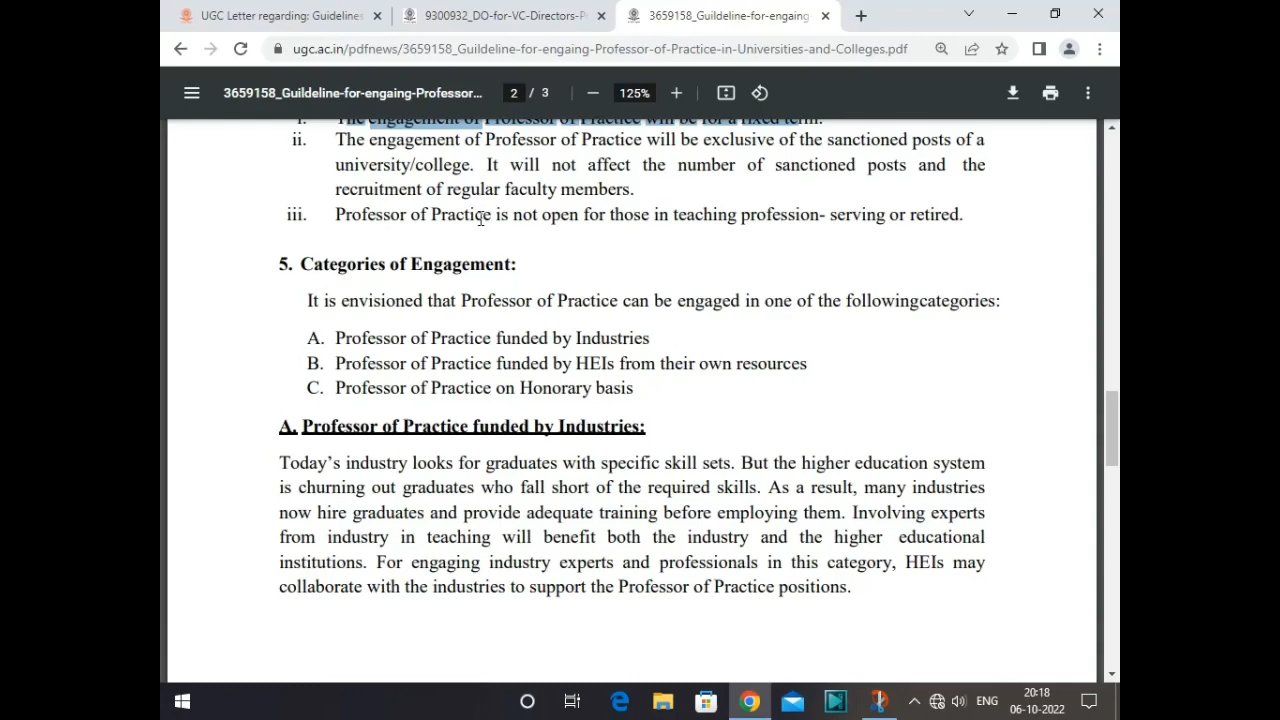 UGC Letter regarding: Guidelines
9300932_DO-for-VC-Directors-P
3659158_Guildeline-for-engaing
ugc.ac.in/pdfnews/3659158_Guildeline-for-engaing-Professor-of-Practice-in-Universities-and-Colleges.pdf
3659158_Guildeline-for-engaing-Professor... 2 / 3 125%
i. The engagement of Professor of Practice will be for a fixed term.
ii. The engagement of Professor of Practice will be exclusive of the sanctioned posts of a
university/college. It will not affect the number of sanctioned posts and the
recruitment of regular faculty members.
iii. Professor of Practice is not open for those in teaching profession- serving or retired.
5. Categories of Engagement:
It is envisioned that Professor of Practice can be engaged in one of the followingcategories:
A. Professor of Practice funded by Industries
B. Professor of Practice funded by HEIs from their own resources
C. Professor of Practice on Honorary basis
A. Professor of Practice funded by Industries:
Today's industry looks for graduates with specific skill sets. But the higher education system
is churning out graduates who fall short of the required skills. As a result, many industries
now hire graduates and provide adequate training before employing them. Involving experts
from industry in teaching will benefit both the industry and the higher educational
institutions. For engaging industry experts and professionals in this category, HEIs may
collaborate with the industries to support the Professor of Practice positions.
ENG
20:18
06-10-2022